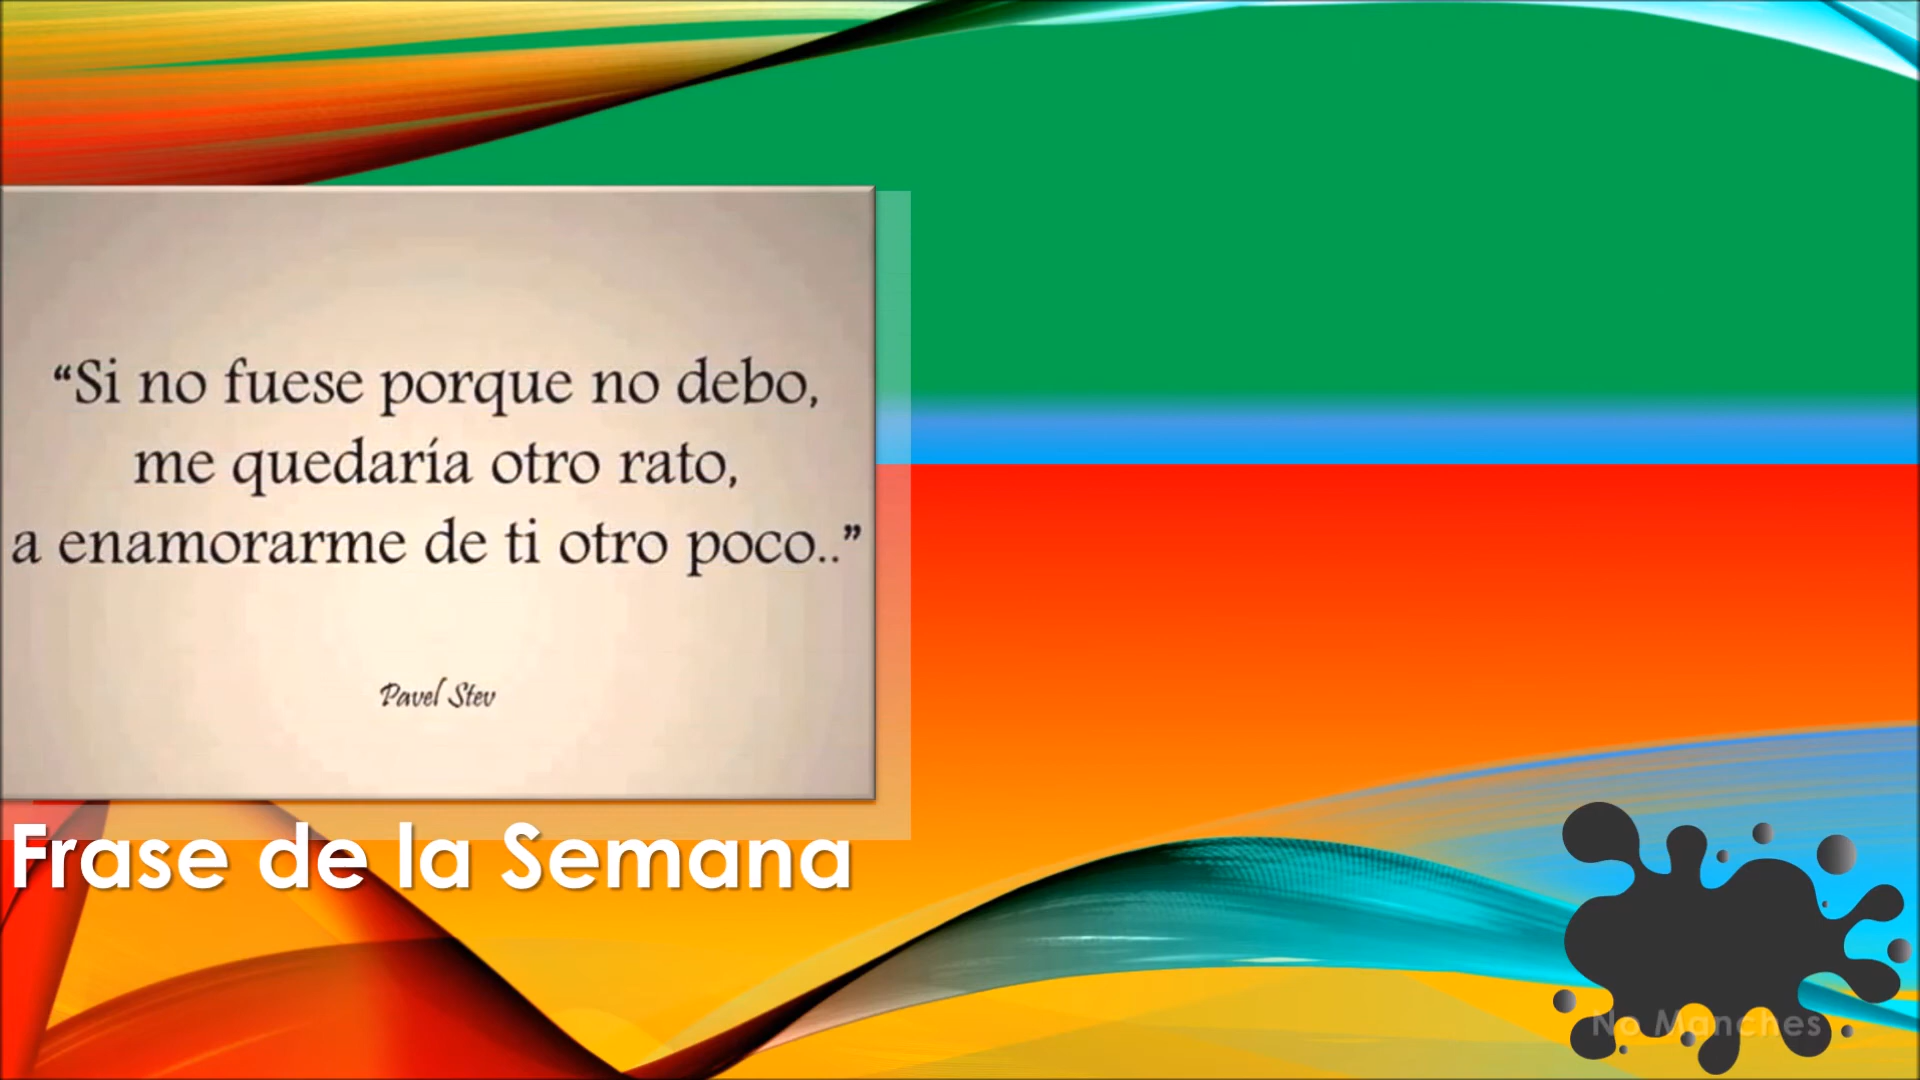 “Si no fuese porque no debo,
me quedaría otro rato,
a enamorarme de ti otro poco..”
Pavel Stev
Frase de la Semana
No Manches